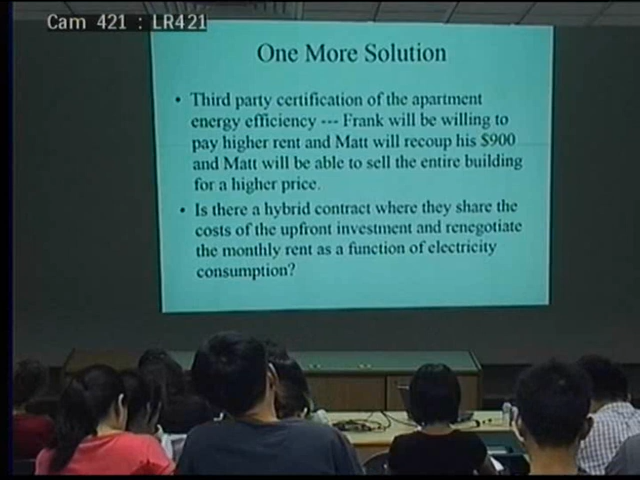 Cam 421 : LR421
One More Solution
• Third party certification of the apartment
energy efficiency --- Frank will be willing to
pay higher rent and Matt will recoup his $900
and Matt will be able to sell the entire building
for a higher price.
• Is there a hybrid contract where they share the
costs of the upfront investment and renegotiate
the monthly rent as a function of electricity
consumption?